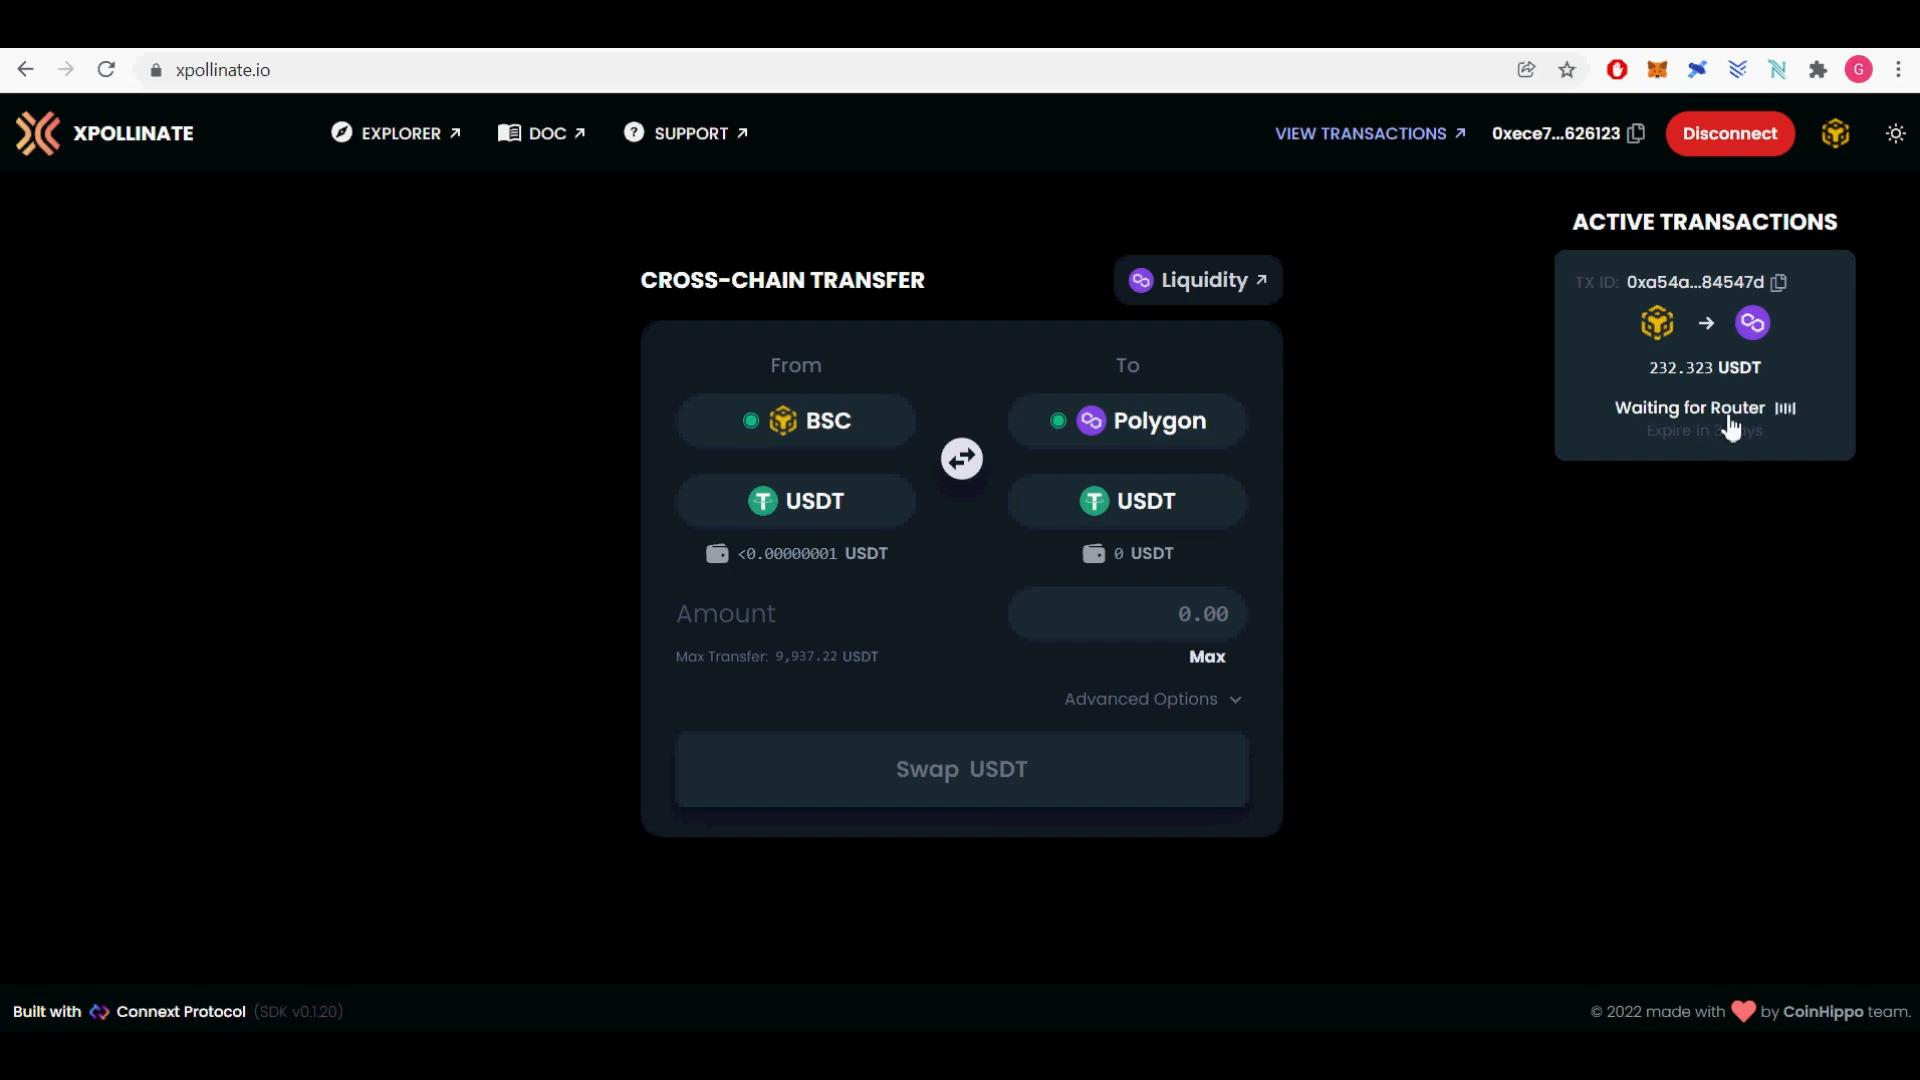 xpollinate.io
G
XPOLLINATE
EXPLORER
DOC
SUPPORT
VIEW TRANSACTIONS
0xece7...626123
Disconnect
ACTIVE TRANSACTIONS
TX ID: 0xa54a...84547d
232.323 USDT
Waiting for Router
Expire in
CROSS-CHAIN TRANSFER
Liquidity
From
To
BSC
Polygon
USDT
USDT
<0.00000001 USDT
0 USDT
Amount
0.00
Max Transfer: 9,937.22 USDT
Max
Advanced Options
Swap USDT
Built with Connext Protocol (SDK v0.1.20)
© 2022 made with by CoinHippo team.